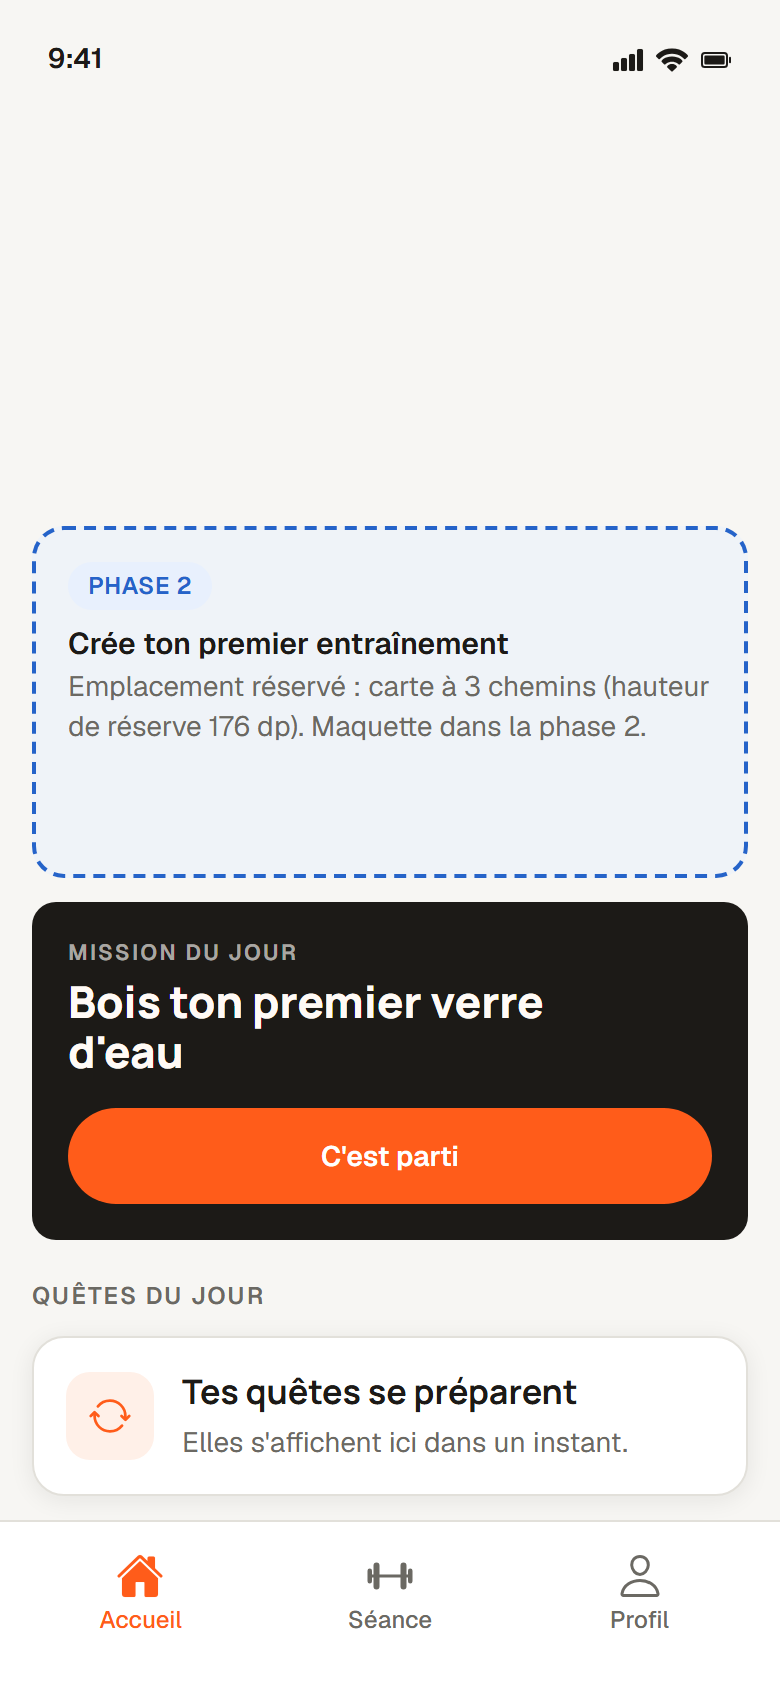 9:41
PHASE 2
Crée ton premier entraînement
Emplacement réservé : carte à 3 chemins (hauteur
de réserve 176 dp). Maquette dans la phase 2.
MISSION DU JOUR
Bois ton premier verre
d'eau
C'est parti
QUÊTES DU JOUR
Tes quêtes se préparent
Elles s'affichent ici dans un instant.
Accueil
Séance
Profil